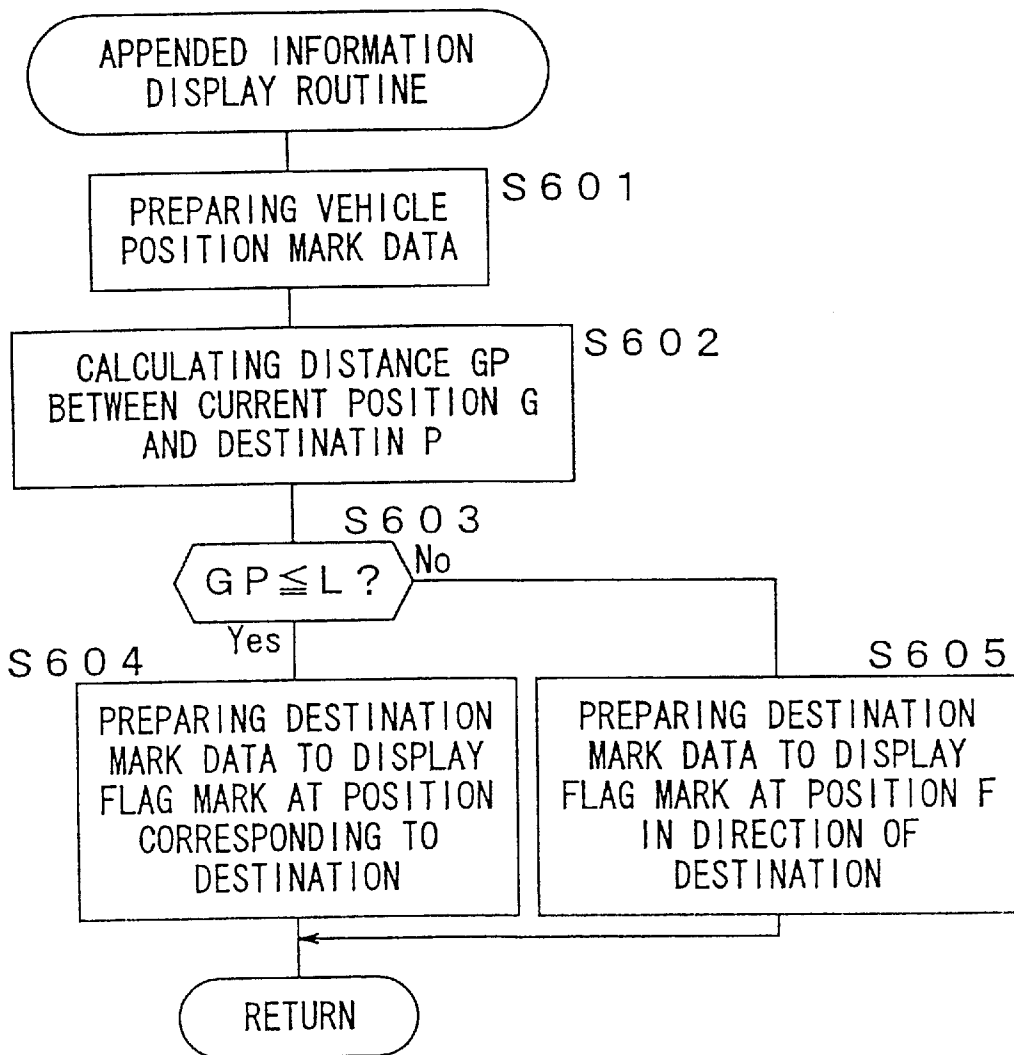 APPENDED INFORMATION
DISPLAY ROUTINE
S601
PREPARING VEHICLE
POSITION MARK DATA
S602
CALCULATING DISTANCE GP
BETWEEN CURRENT POSITION G
AND DESTINATIN P
S603
GP≦L?
No
Yes
S604
PREPARING DESTINATION
MARK DATA TO DISPLAY
FLAG MARK AT POSITION
CORRESPONDING TO
DESTINATION
S605
PREPARING DESTINATION
MARK DATA TO DISPLAY
FLAG MARK AT POSITION F
IN DIRECTION OF
DESTINATION
RETURN